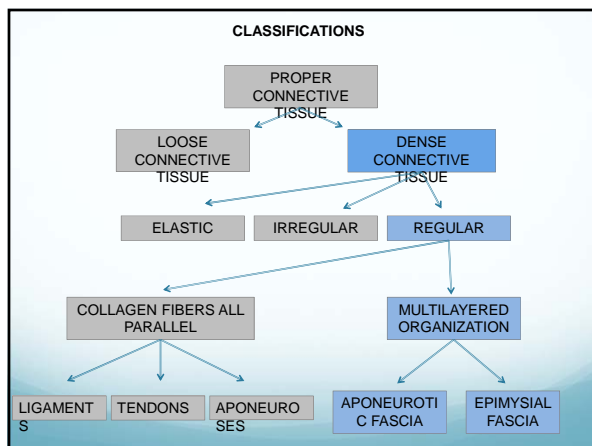 CLASSIFICATIONS
PROPER
CONNECTIVE
TISSUE
LOOSE
CONNECTIVE
TISSUE
DENSE
CONNECTIVE
TISSUE
ELASTIC
IRREGULAR
REGULAR
COLLAGEN FIBERS ALL
PARALLEL
MULTILAYERED
ORGANIZATION
LIGAMENT
S
TENDONS
APONEURO
SES
APONEUROTI
C FASCIA
EPIMYSIAL
FASCIA